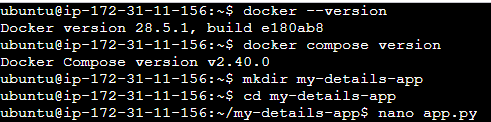 ubuntu@ip-172-31-11-156:~$ docker --version
Docker version 28.5.1, build e180ab8
ubuntu@ip-172-31-11-156:~$ docker compose version
Docker Compose version v2.40.0
ubuntu@ip-172-31-11-156:~$ mkdir my-details-app
ubuntu@ip-172-31-11-156:~$ cd my-details-app
ubuntu@ip-172-31-11-156:~/my-details-app$ nano app.py